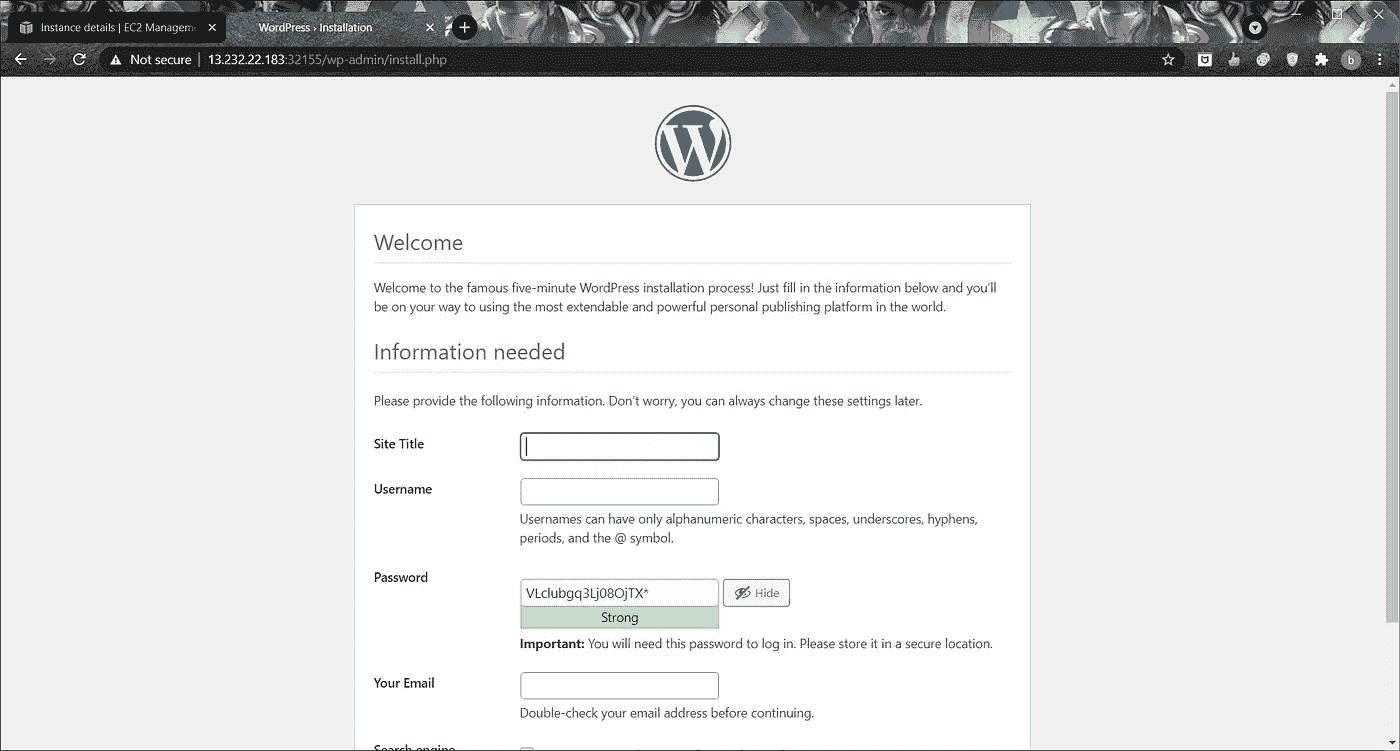 Instance details | EC2 Managem
WordPress › Installation
Not secure | 13.232.22.183:32155/wp-admin/install.php
b
Welcome
Welcome to the famous five-minute WordPress installation process! Just fill in the information below and you’ll
be on your way to using the most extendable and powerful personal publishing platform in the world.
Information needed
Please provide the following information. Don’t worry, you can always change these settings later.
Site Title
Username
Usernames can have only alphanumeric characters, spaces, underscores, hyphens,
periods, and the @ symbol.
Password
VLclubgq3Lj08OjTX*
Hide
Strong
Important: You will need this password to log in. Please store it in a secure location.
Your Email
Double-check your email address before continuing.
Search engine